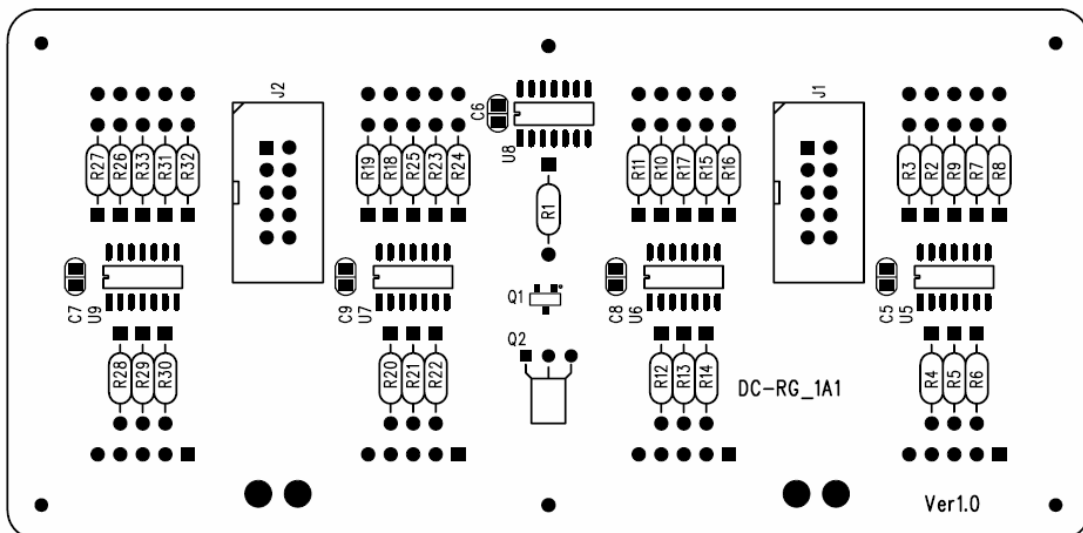 J2
C6
J1
U8
R27 R26 R33 R31 R32
R19 R18 R25 R23 R24
R11 R10 R17 R15 R16
R3 R2 R9 R7 R8
R1
C7 U9
C9 U7
Q1
C8 U6
C5 U5
Q2
R28 R29 R30
R20 R21 R22
R12 R13 R14
R4 R5 R6
DC-RG_1A1
Ver1.0